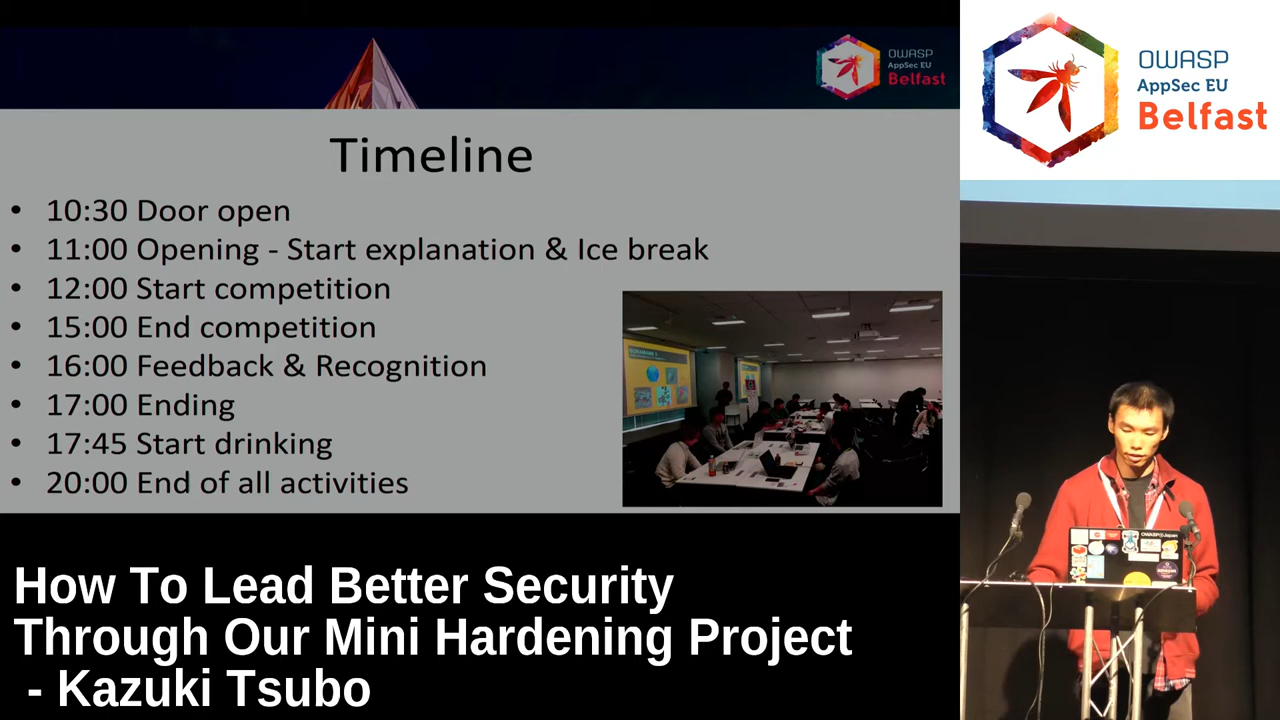 OWASP
AppSec EU
Belfast
Timeline
• 10:30 Door open
• 11:00 Opening - Start explanation & Ice break
• 12:00 Start competition
• 15:00 End competition
• 16:00 Feedback & Recognition
• 17:00 Ending
• 17:45 Start drinking
• 20:00 End of all activities
OWASP
AppSec EU
Belfast
OWASP Japan
How To Lead Better Security
Through Our Mini Hardening Project
- Kazuki Tsubo